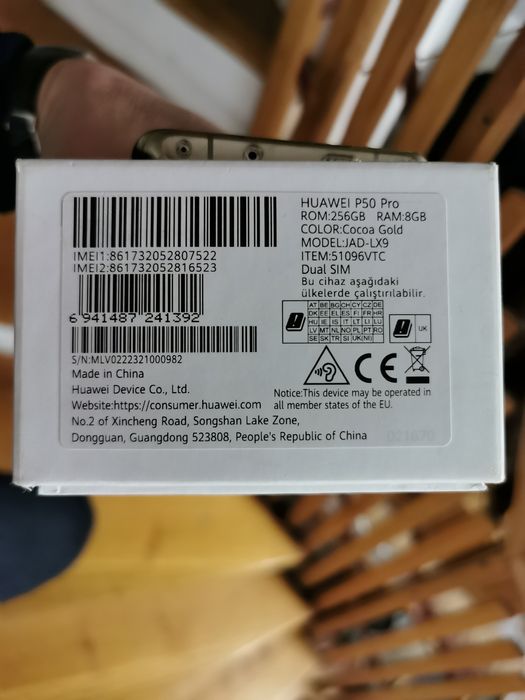 HUAWEI P50 Pro
ROM:256GB RAM:8GB
COLOR:Cocoa Gold
MODEL:JAD-LX9
ITEM:51096VTC
Dual SIM
Bu cihaz aşağıdaki
ülkelerde çalıştırılabilir.
IMEI1:861732052807522
IMEI2:861732052816523
6 941487 241392
S/N:MLV0222321000982
Made in China
Huawei Device Co., Ltd.
Website:https://consumer.huawei.com
No.2 of Xincheng Road, Songshan Lake Zone,
Dongguan, Guangdong 523808, People's Republic of China
AT BE BG CH CY CZ DE
DK EE EL ES FI FR HR
HU IE IS IT LT LI LU
LV MT NL NO PL PT RO
SE SK TR SI UK(NI)
UK
CE
Notice:This device may be operated in
all member states of the EU.
021670